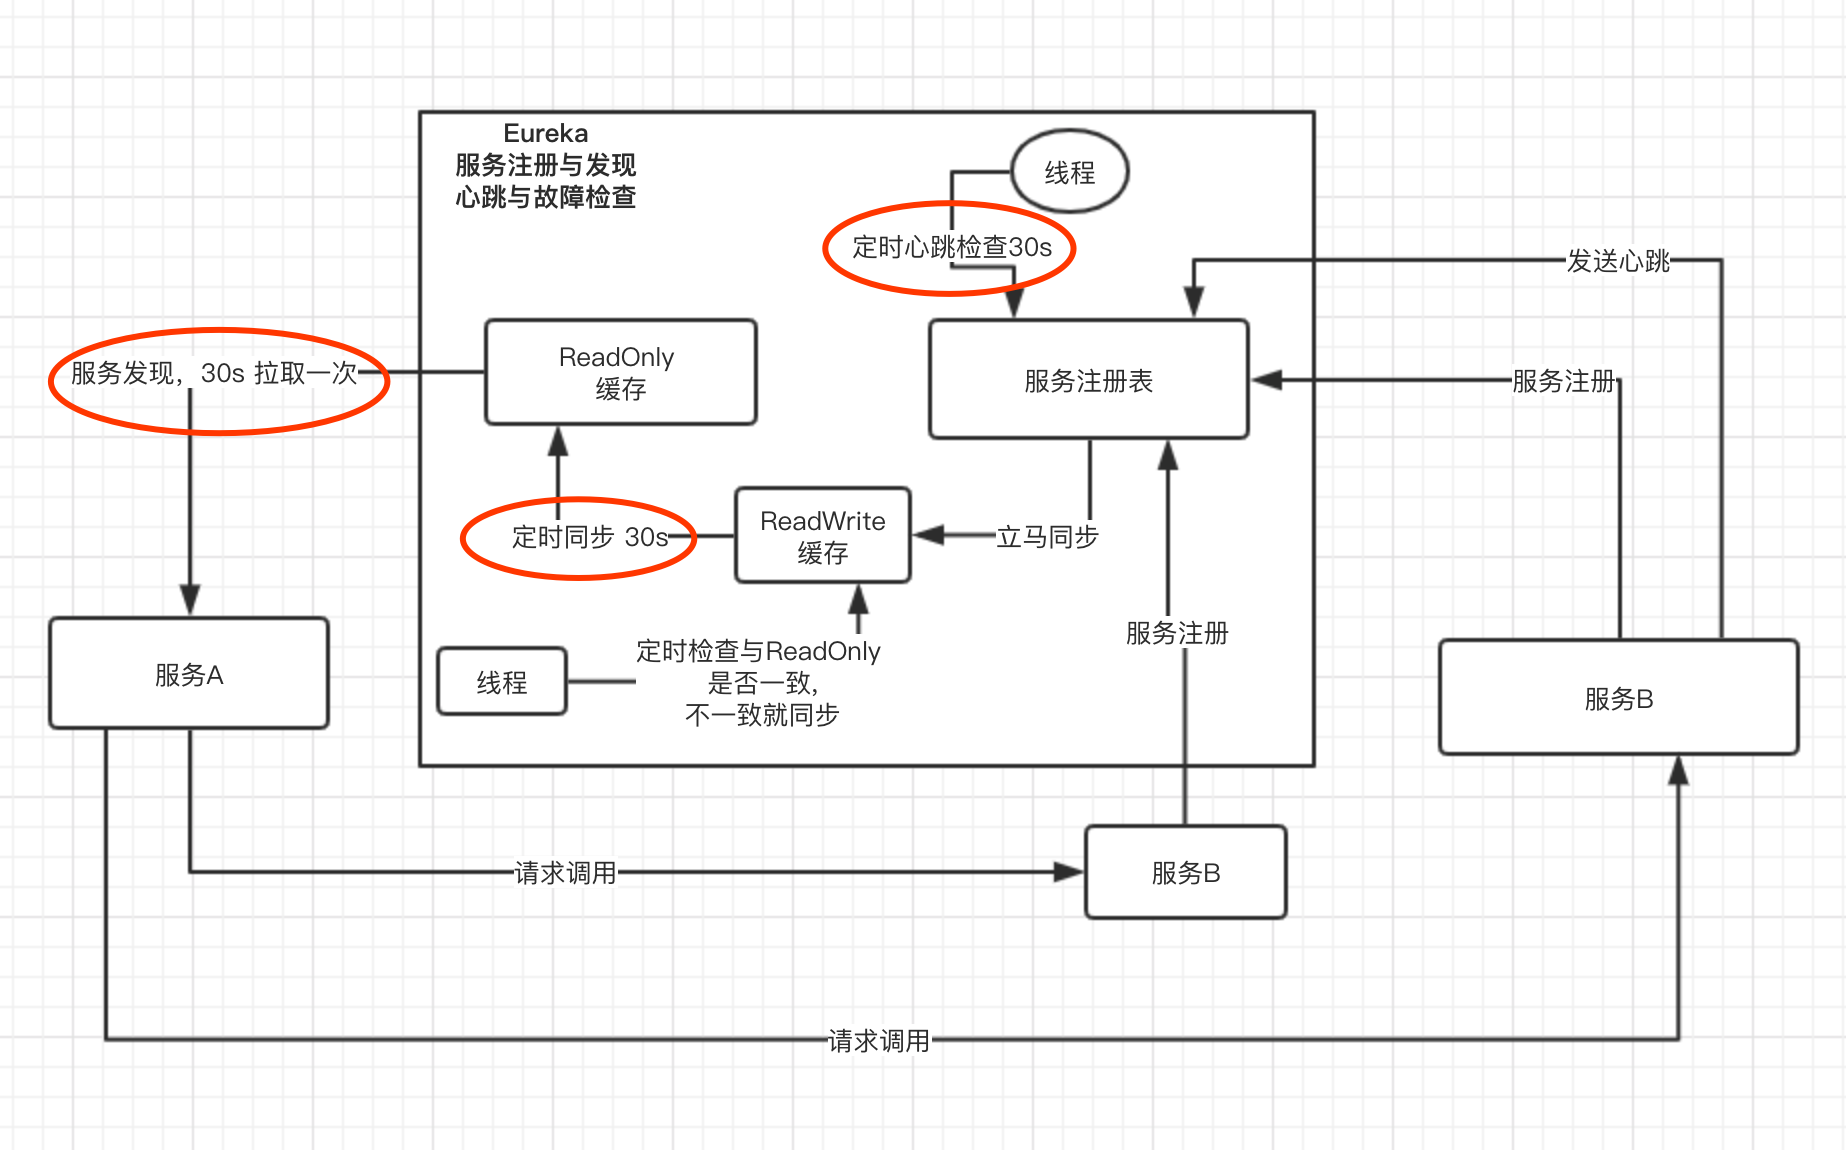 Eureka
服务注册与发现
心跳与故障检查
线程
定时心跳检查30s
发送心跳
ReadOnly
缓存
服务发现，30s 拉取一次
服务注册表
服务注册
ReadWrite
缓存
定时同步 30s
立马同步
服务注册
定时检查与ReadOnly
是否一致，
不一致就同步
线程
服务A
服务B
请求调用
服务B
请求调用